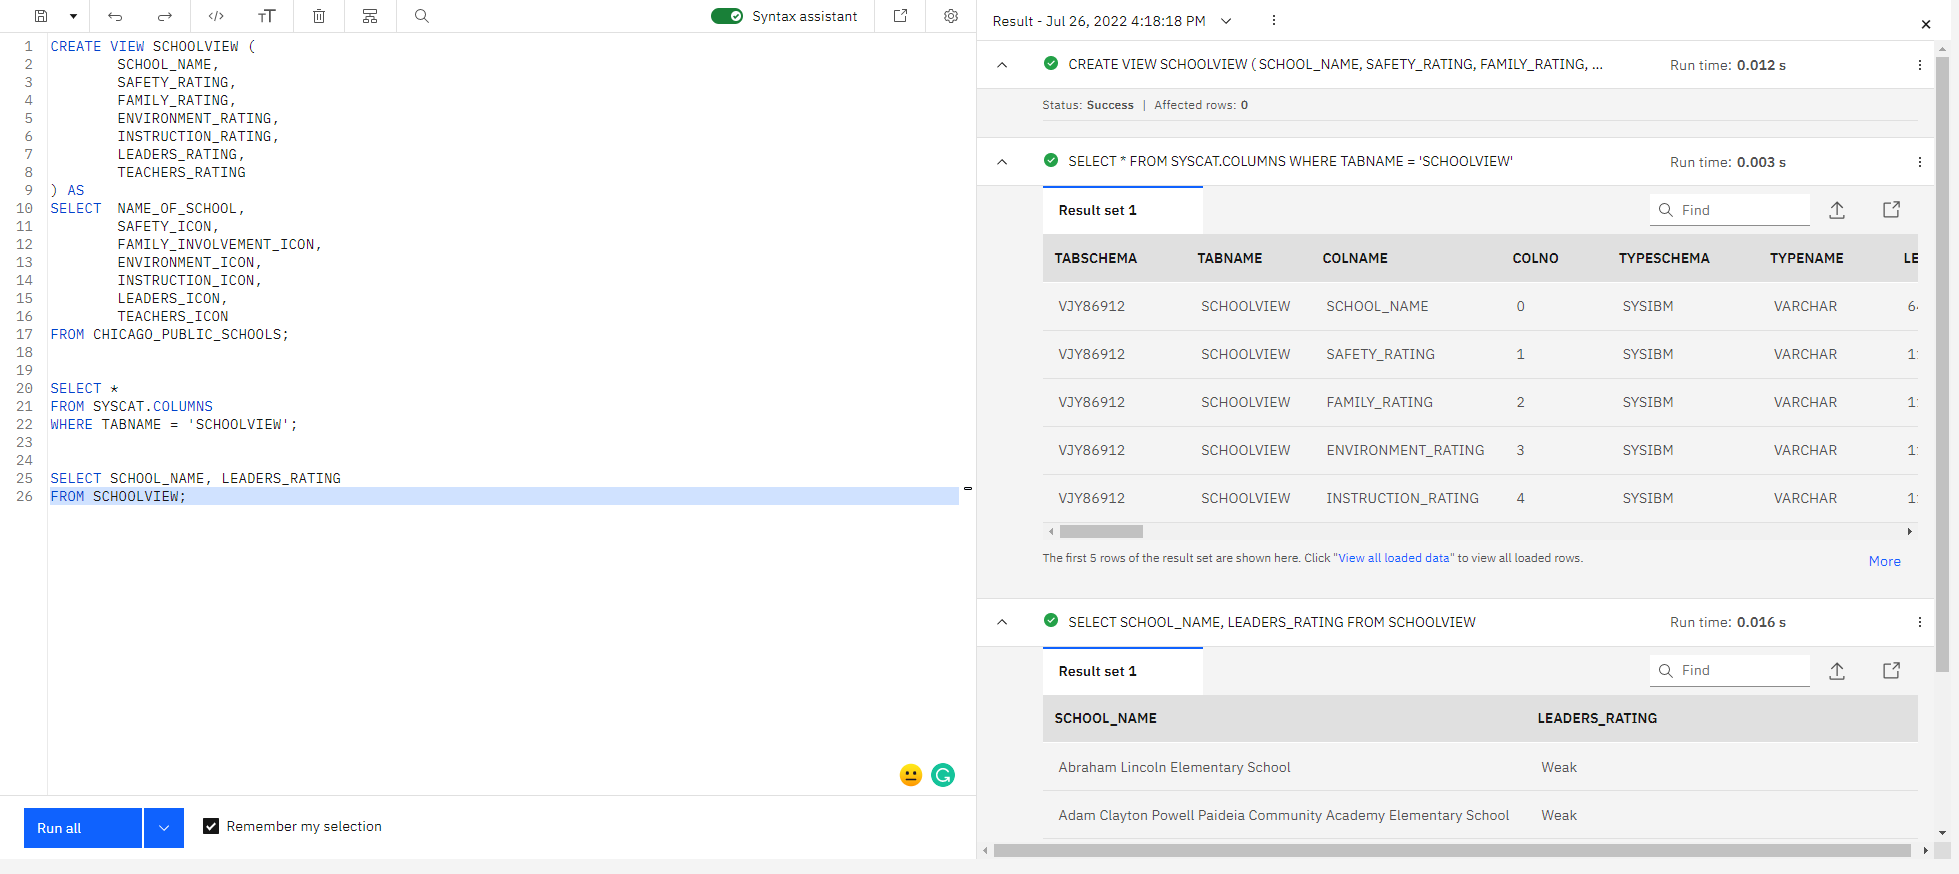 Syntax assistant
1 CREATE VIEW SCHOOLVIEW (
2 SCHOOL_NAME,
3 SAFETY_RATING,
4 FAMILY_RATING,
5 ENVIRONMENT_RATING,
6 INSTRUCTION_RATING,
7 LEADERS_RATING,
8 TEACHERS_RATING
9 ) AS
10 SELECT NAME_OF_SCHOOL,
11 SAFETY_ICON,
12 FAMILY_INVOLVEMENT_ICON,
13 ENVIRONMENT_ICON,
14 INSTRUCTION_ICON,
15 LEADERS_ICON,
16 TEACHERS_ICON
17 FROM CHICAGO_PUBLIC_SCHOOLS;
18
19
20 SELECT *
21 FROM SYSCAT.COLUMNS
22 WHERE TABNAME = 'SCHOOLVIEW';
23
24
25 SELECT SCHOOL_NAME, LEADERS_RATING
26 FROM SCHOOLVIEW;
Run all
Remember my selection
Result - Jul 26, 2022 4:18:18 PM
CREATE VIEW SCHOOLVIEW ( SCHOOL_NAME, SAFETY_RATING, FAMILY_RATING, ... Run time: 0.012 s
Status: Success | Affected rows: 0
SELECT * FROM SYSCAT.COLUMNS WHERE TABNAME = 'SCHOOLVIEW' Run time: 0.003 s
Result set 1 Find
TABSCHEMA TABNAME COLNAME COLNO TYPESCHEMA TYPENAME LE
VJY86912 SCHOOLVIEW SCHOOL_NAME 0 SYSIBM VARCHAR
VJY86912 SCHOOLVIEW SAFETY_RATING 1 SYSIBM VARCHAR
VJY86912 SCHOOLVIEW FAMILY_RATING 2 SYSIBM VARCHAR
VJY86912 SCHOOLVIEW ENVIRONMENT_RATING 3 SYSIBM VARCHAR
VJY86912 SCHOOLVIEW INSTRUCTION_RATING 4 SYSIBM VARCHAR
The first 5 rows of the result set are shown here. Click "View all loaded data" to view all loaded rows.
More
SELECT SCHOOL_NAME, LEADERS_RATING FROM SCHOOLVIEW Run time: 0.016 s
Result set 1 Find
SCHOOL_NAME LEADERS_RATING
Abraham Lincoln Elementary School Weak
Adam Clayton Powell Paideia Community Academy Elementary School Weak